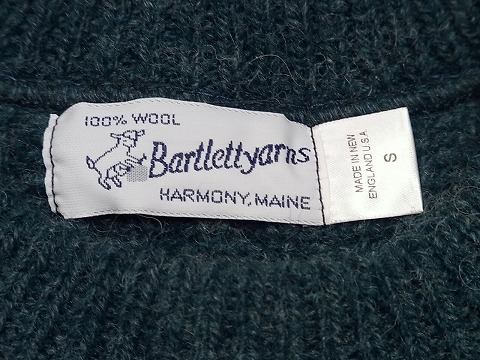 100% WOOL
Bartlettyarns
HARMONY, MAINE
MADE IN NEW
ENGLAND U.S.A.
S